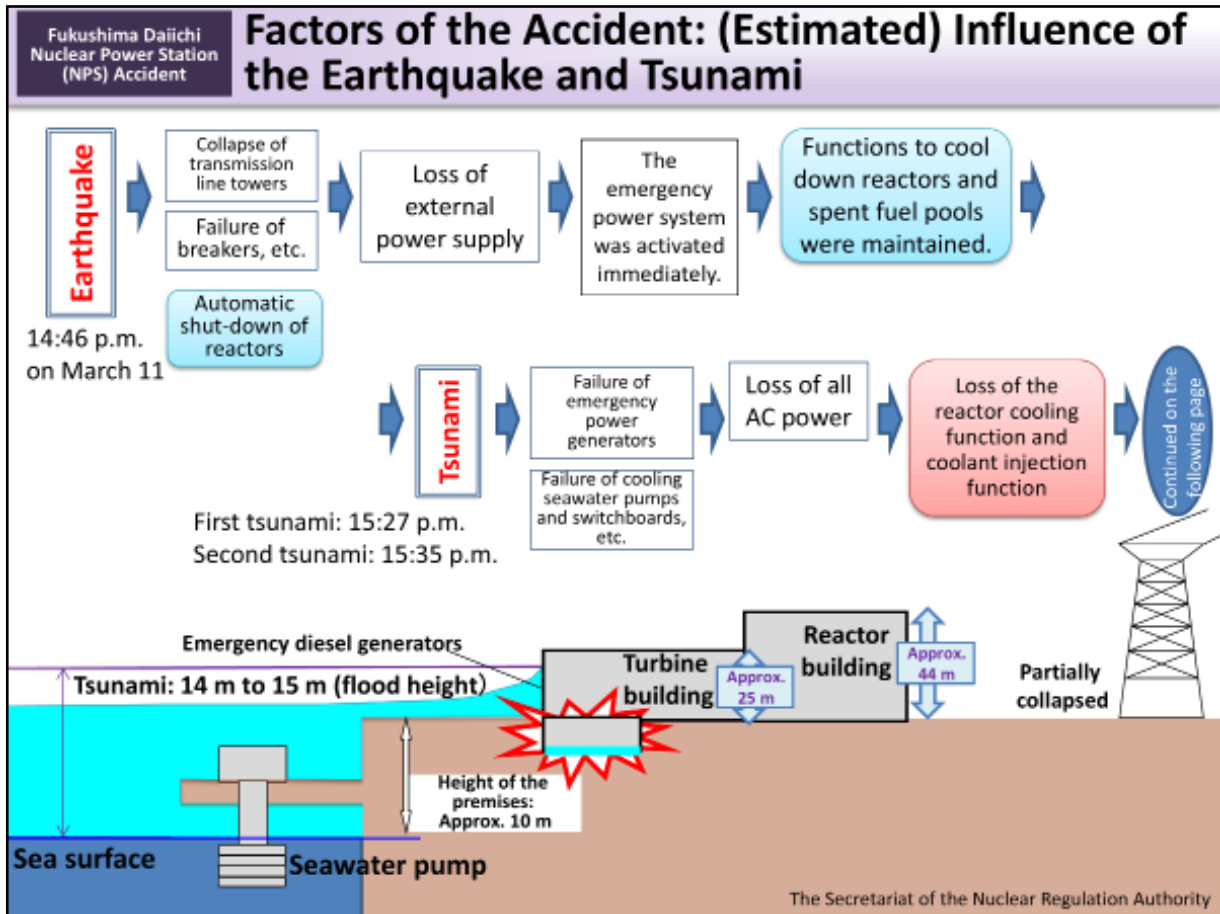 Fukushima Daiichi
Nuclear Power Station
(NPS) Accident
Factors of the Accident: (Estimated) Influence of
the Earthquake and Tsunami
Earthquake
14:46 p.m.
on March 11
Collapse of
transmission
line towers
Failure of
breakers, etc.
Automatic
shut-down of
reactors
Loss of
external
power supply
The
emergency
power system
was activated
immediately.
Functions to cool
down reactors and
spent fuel pools
were maintained.
Tsunami
First tsunami: 15:27 p.m.
Second tsunami: 15:35 p.m.
Failure of
emergency
power
generators
Failure of cooling
seawater pumps
and switchboards,
etc.
Loss of all
AC power
Loss of the
reactor cooling
function and
coolant injection
function
Continued on the
following page
Emergency diesel generators
Tsunami: 14 m to 15 m (flood height)
Turbine
building
Approx.
25 m
Reactor
building
Approx.
44 m
Partially
collapsed
Height of the
premises:
Approx. 10 m
Sea surface
Seawater pump
The Secretariat of the Nuclear Regulation Authority